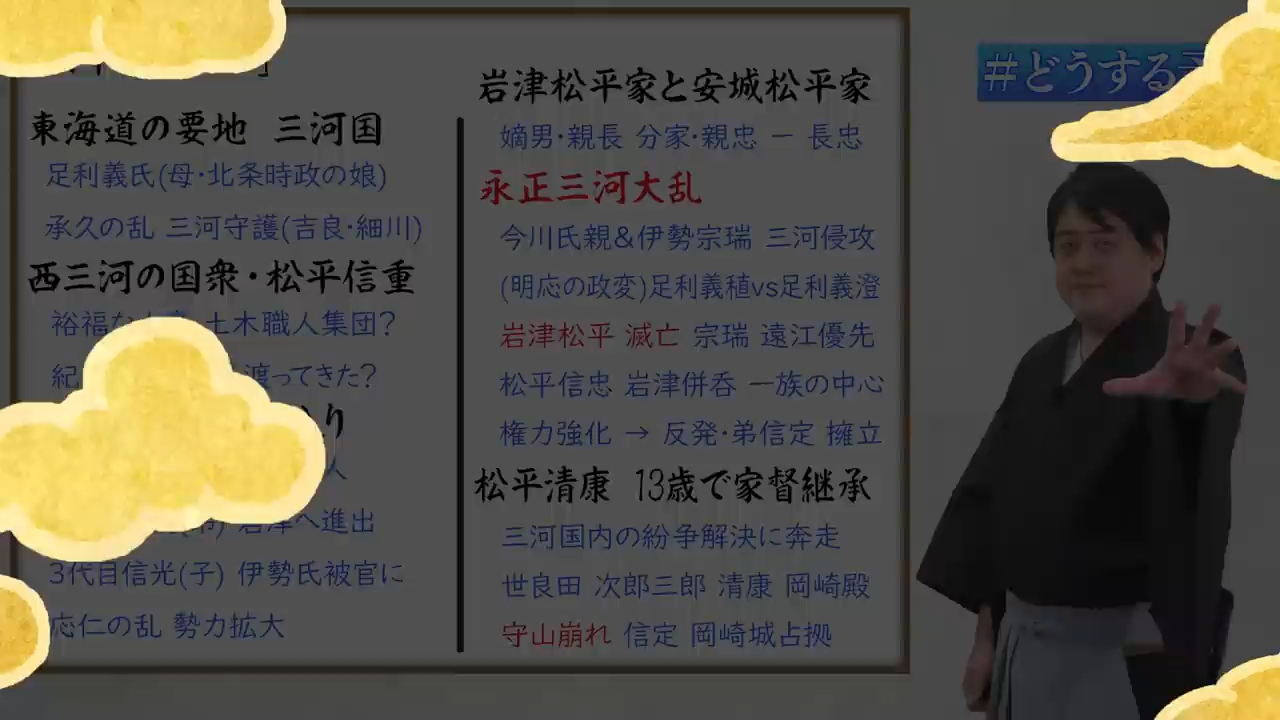 東海道の要地 三河国
足利義氏(母・北条時政の娘)
承久の乱 三河守護(吉良・細川)
西三河の国衆・松平信重
裕福な 土木職人集団?
紀 渡ってきた?
り
人
岩津へ進出
3代目信光(子) 伊勢氏被官に
応仁の乱 勢力拡大
岩津松平家と安城松平家
嫡男・親長 分家・親忠 ー 長忠
永正三河大乱
今川氏親&伊勢宗瑞 三河侵攻
(明応の政変)足利義稙vs足利義澄
岩津松平 滅亡 宗瑞 遠江優先
松平信忠 岩津併呑 一族の中心
権力強化 → 反発・弟信定 擁立
松平清康 13歳で家督継承
三河国内の紛争解決に奔走
世良田 次郎三郎 清康 岡崎殿
守山崩れ 信定 岡崎城占拠
#どうする